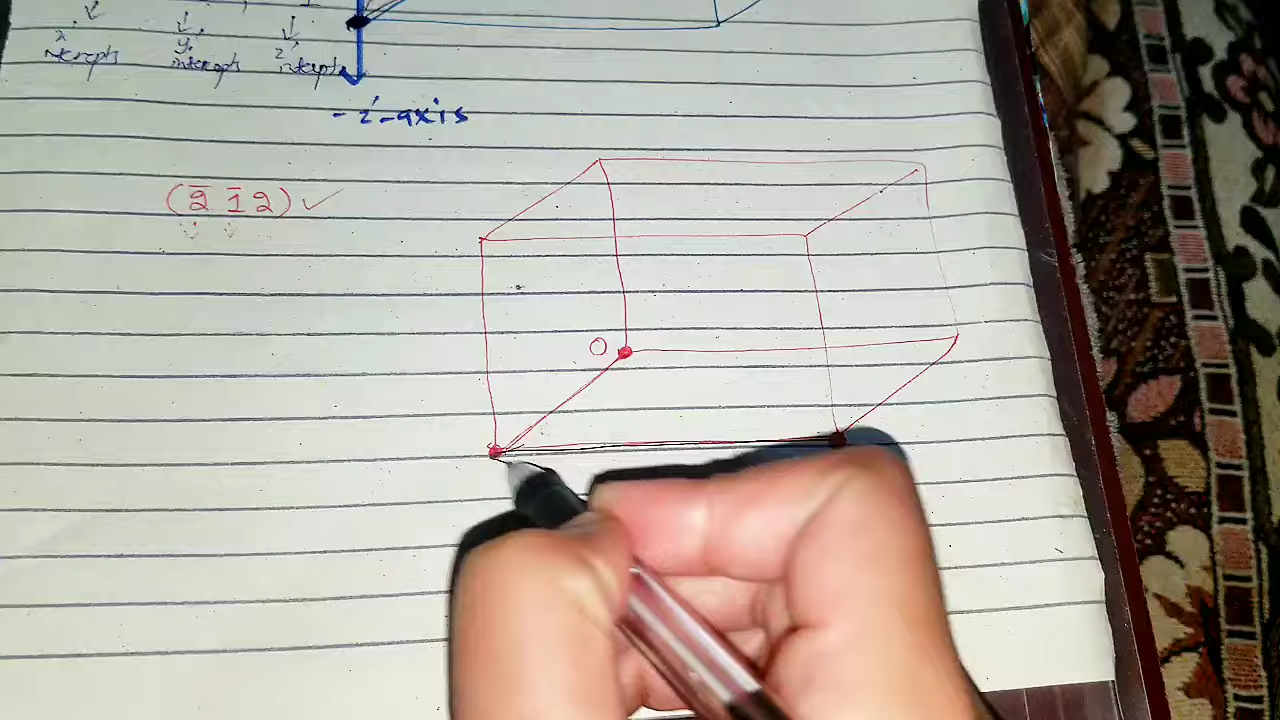 x y z
intercepts intercepts intercepts
-z'-axis
(2̄ 1̄ 2) ✓
O